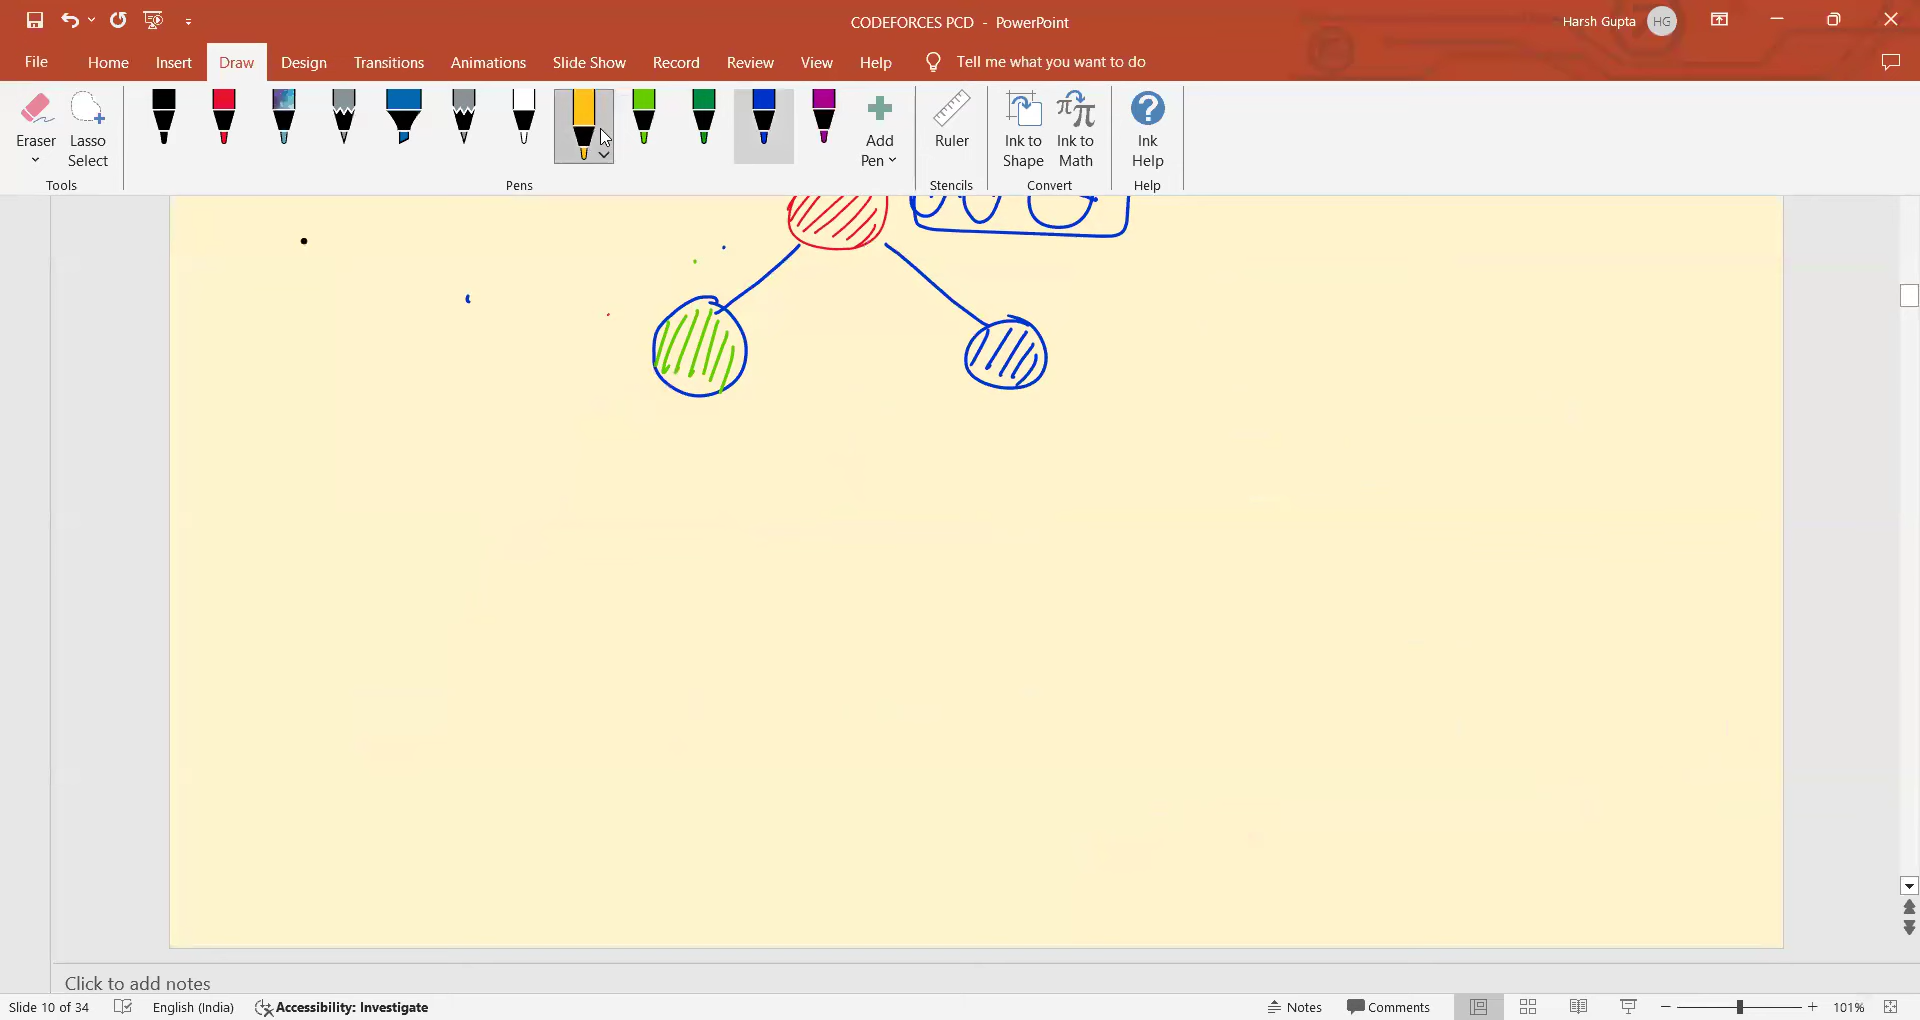 CODEFORCES PCD - PowerPoint
Harsh Gupta HG
File Home Insert Draw Design Transitions Animations Slide Show Record Review View Help Tell me what you want to do
Eraser
Lasso Select
Add Pen
Ruler
Ink to Shape
Ink to Math
Ink Help
Tools
Pens
Stencils
Convert
Help
Click to add notes
Slide 10 of 34 English (India) Accessibility: Investigate Notes Comments 101%